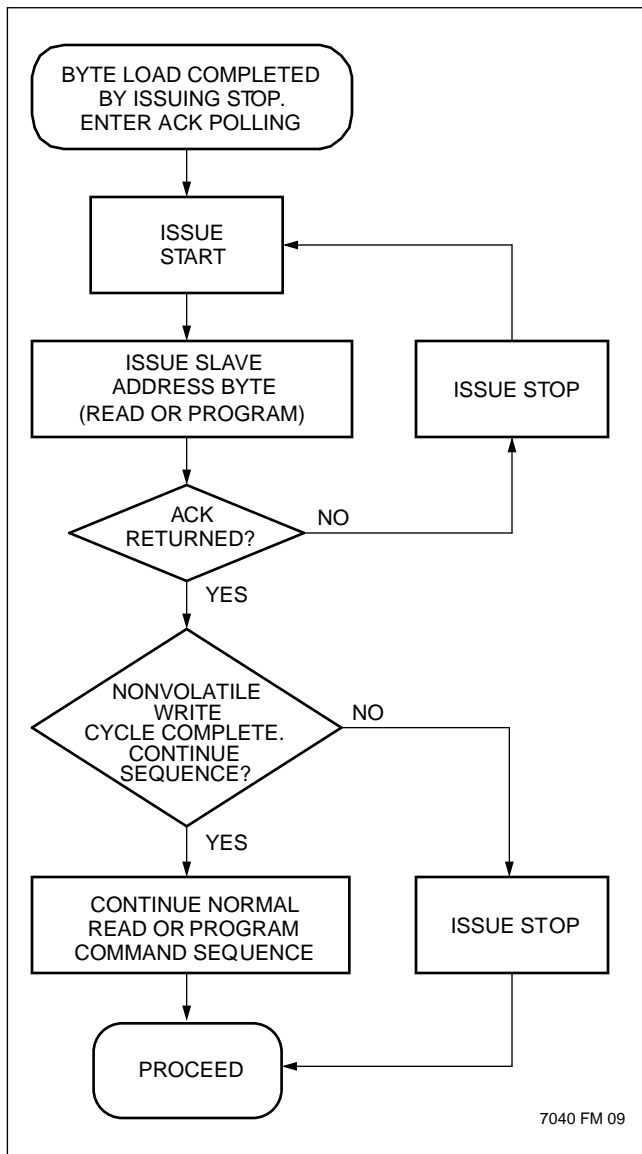 BYTE LOAD COMPLETED
BY ISSUING STOP.
ENTER ACK POLLING
ISSUE
START
ISSUE SLAVE
ADDRESS BYTE
(READ OR PROGRAM)
ISSUE STOP
ACK
RETURNED?
NO
YES
NONVOLATILE
WRITE
CYCLE COMPLETE.
CONTINUE
SEQUENCE?
NO
YES
CONTINUE NORMAL
READ OR PROGRAM
COMMAND SEQUENCE
ISSUE STOP
PROCEED
7040 FM 09